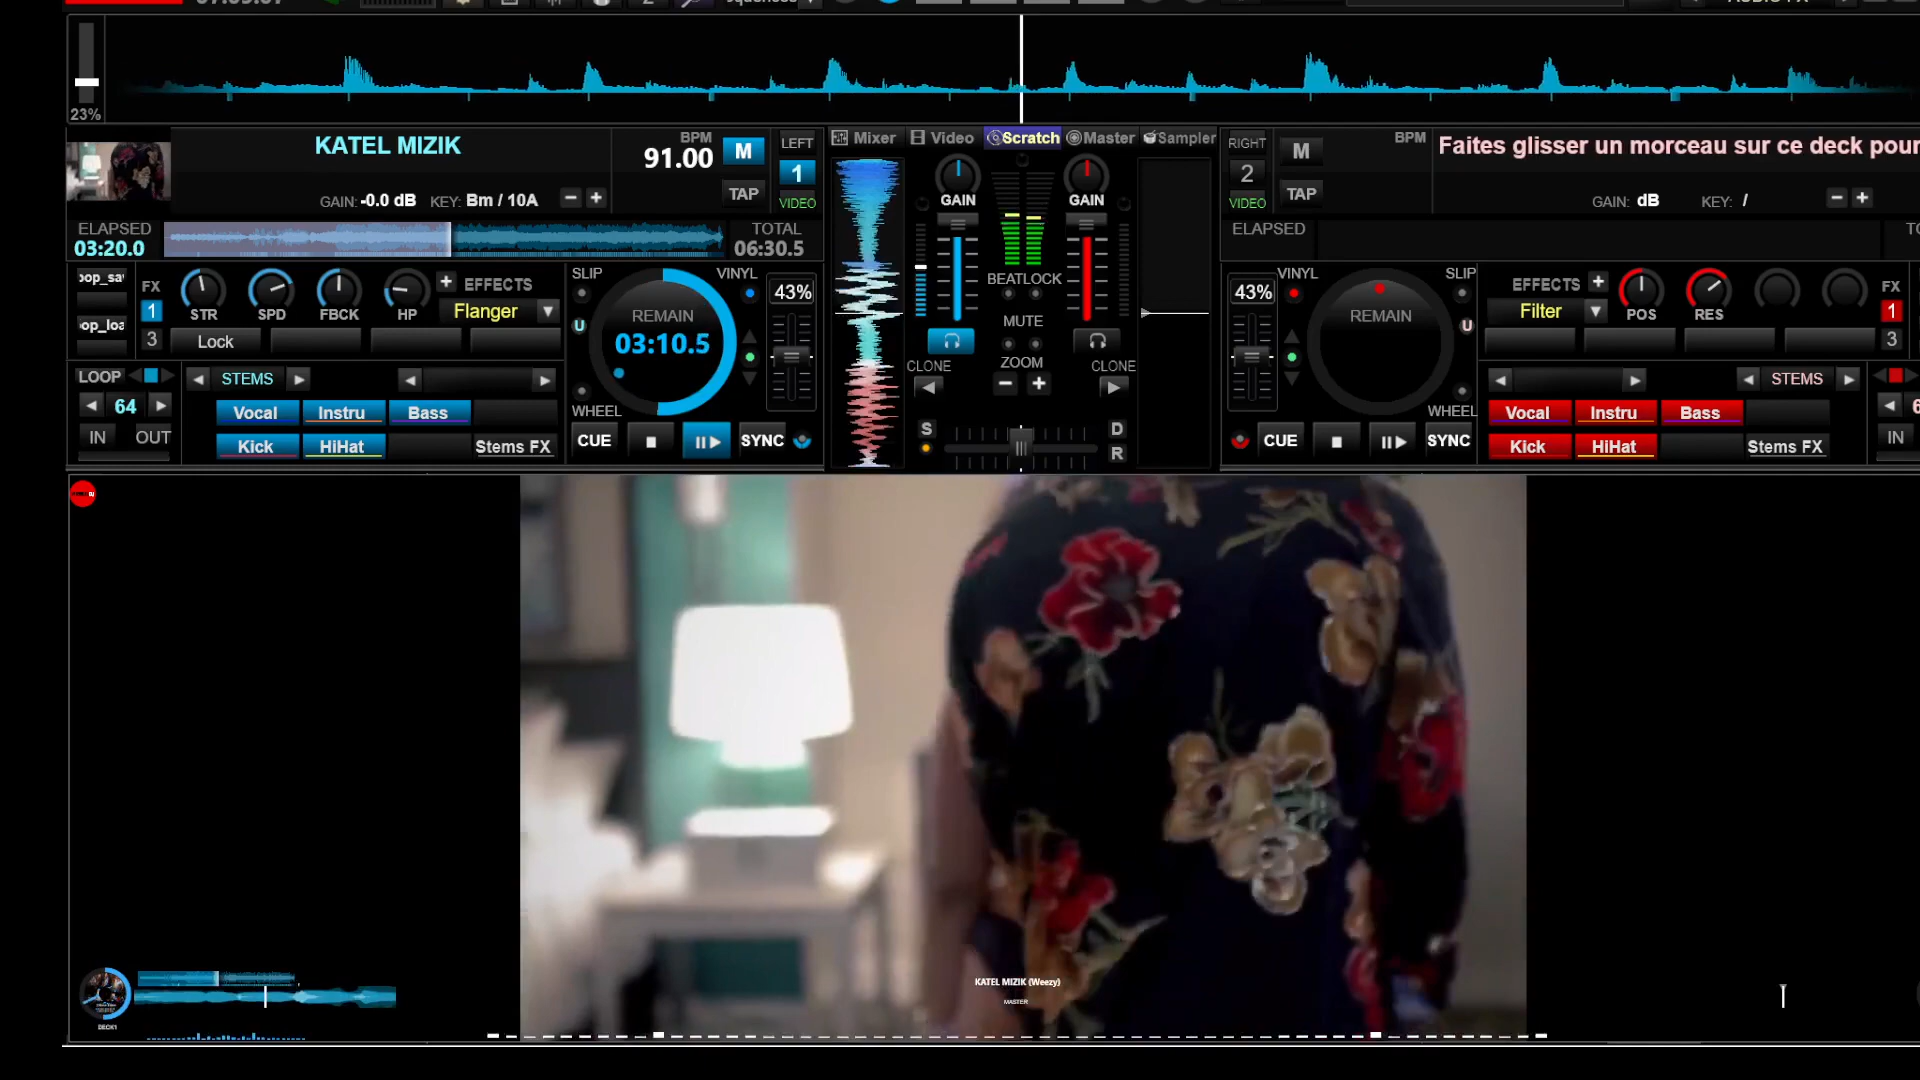 23%
KATEL MIZIK
BPM
91.00
M
TAP
LEFT
1
VIDEO
GAIN: -0.0 dB KEY: Bm / 10A
ELAPSED
03:20.0
TOTAL
06:30.5
Mixer Video Scratch Master Sampler
GAIN GAIN
BEATLOCK
MUTE
ZOOM
CLONE CLONE
S D
R
RIGHT
2
VIDEO
M
TAP
BPM
Faites glisser un morceau sur ce deck pour
GAIN: dB KEY: /
ELAPSED
FX
1
3
STR SPD FBCK HP
EFFECTS
Flanger
Lock
SLIP VINYL
REMAIN
03:10.5
U
WHEEL
43%
CUE SYNC
LOOP
64
IN OUT
STEMS
Vocal Instru Bass
Kick HiHat Stems FX
43%
VINYL SLIP
REMAIN
U
WHEEL
CUE SYNC
EFFECTS
Filter
POS RES
FX
1
3
STEMS
Vocal Instru Bass
Kick HiHat Stems FX
IN
KATEL MIZIK (Weezy)
MASTER
DECK1